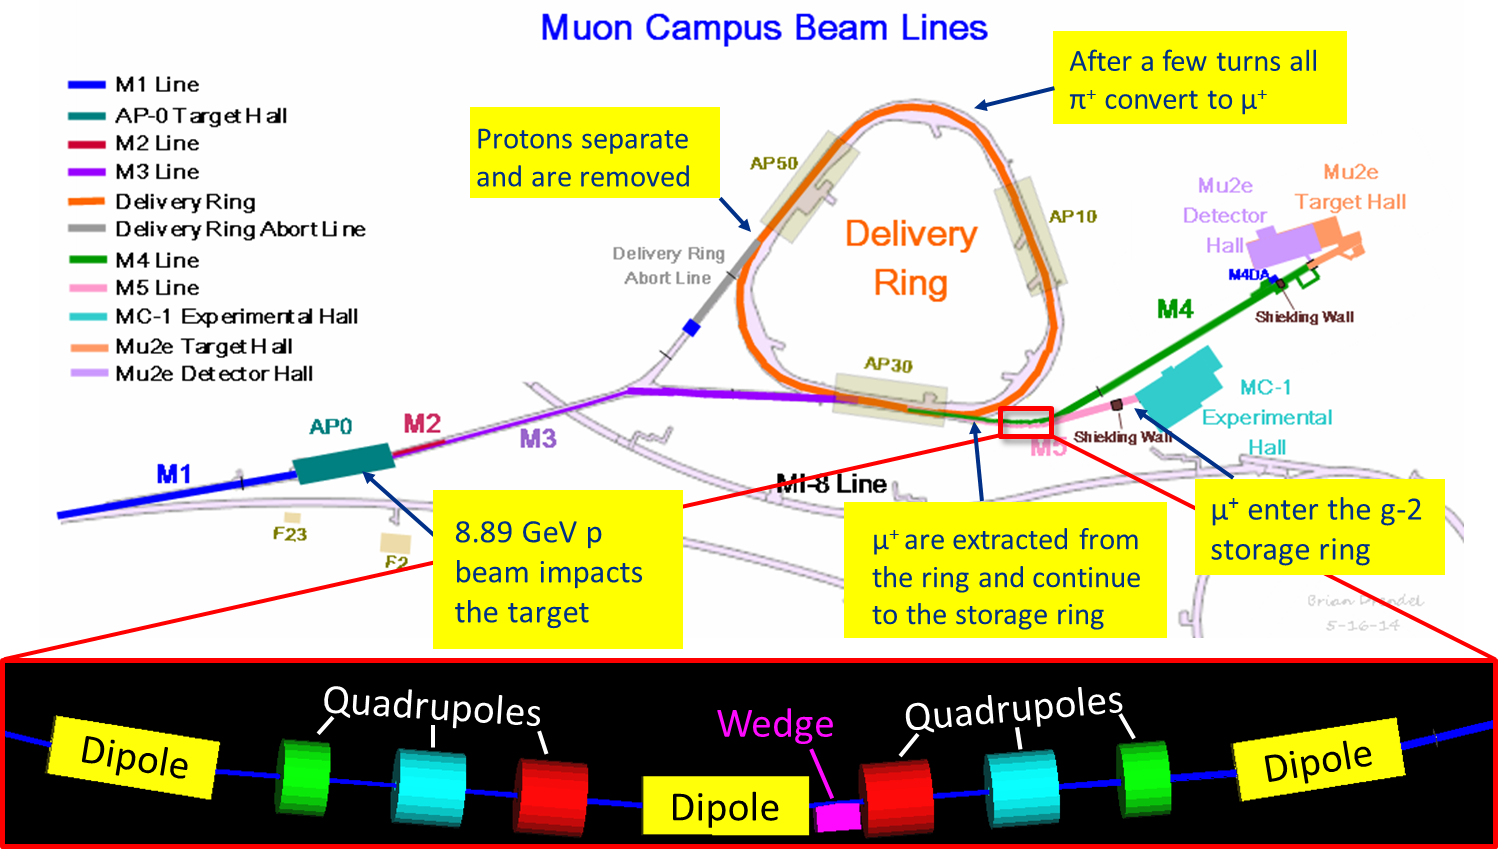 Muon Campus Beam Lines
M1 Line
AP-0 Target Hall
M2 Line
M3 Line
Delivery Ring
Delivery Ring Abort Line
M4 Line
M5 Line
MC-1 Experimental Hall
Mu2e Target Hall
Mu2e Detector Hall
After a few turns all
π⁺ convert to μ⁺
Protons separate
and are removed
AP50
AP10
Delivery
Ring
Delivery Ring
Abort Line
Mu2e
Target Hall
Mu2e
Detector
Hall
M4DA
Shielding Wall
M4
AP30
MC-1
Experimental
Hall
Shielding Wall
M5
AP0
M2
M3
M1
MI-8 Line
F23
F2
8.89 GeV p
beam impacts
the target
μ⁺ are extracted from
the ring and continue
to the storage ring
μ⁺ enter the g-2
storage ring
Brian Drendel
5-16-14
Quadrupoles
Wedge
Quadrupoles
Dipole
Dipole
Dipole